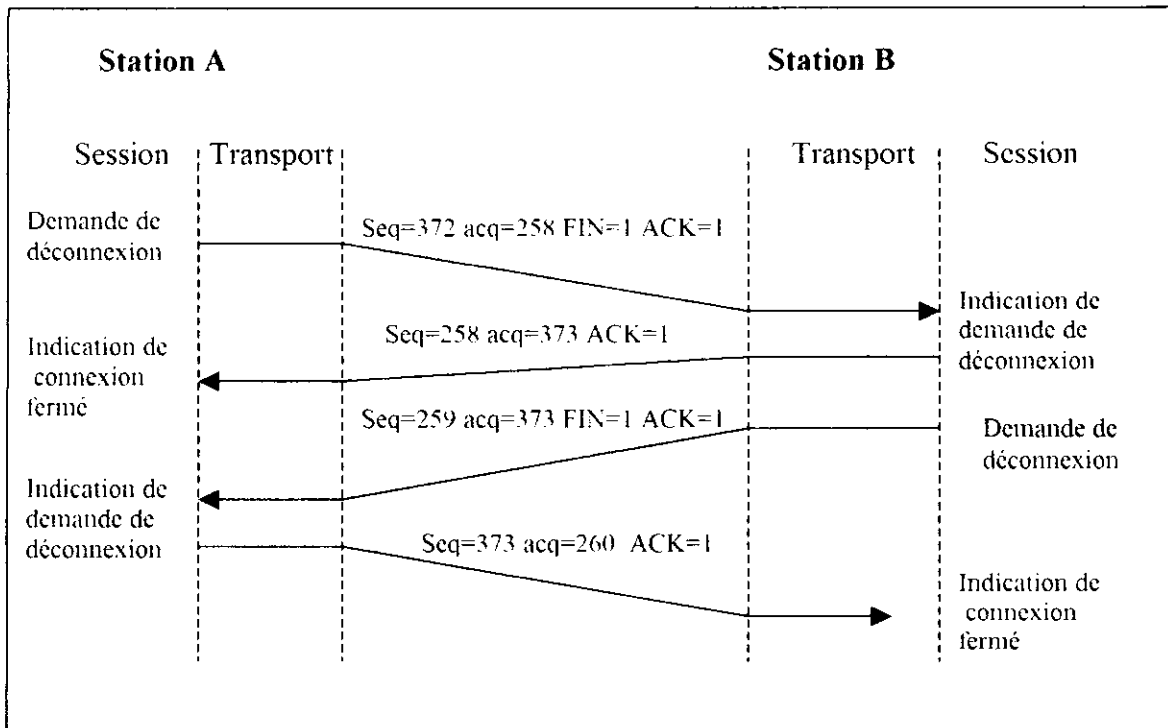 Station A
Station B
Session
Transport
Transport
Session
Demande de
déconnexion
Seq=372 acq=258 FIN=1 ACK=1
Indication de
demande de
déconnexion
Seq=258 acq=373 ACK=1
Indication de
connexion
fermé
Seq=259 acq=373 FIN=1 ACK=1
Demande de
déconnexion
Indication de
demande de
déconnexion
Seq=373 acq=260 ACK=1
Indication de
connexion
fermé